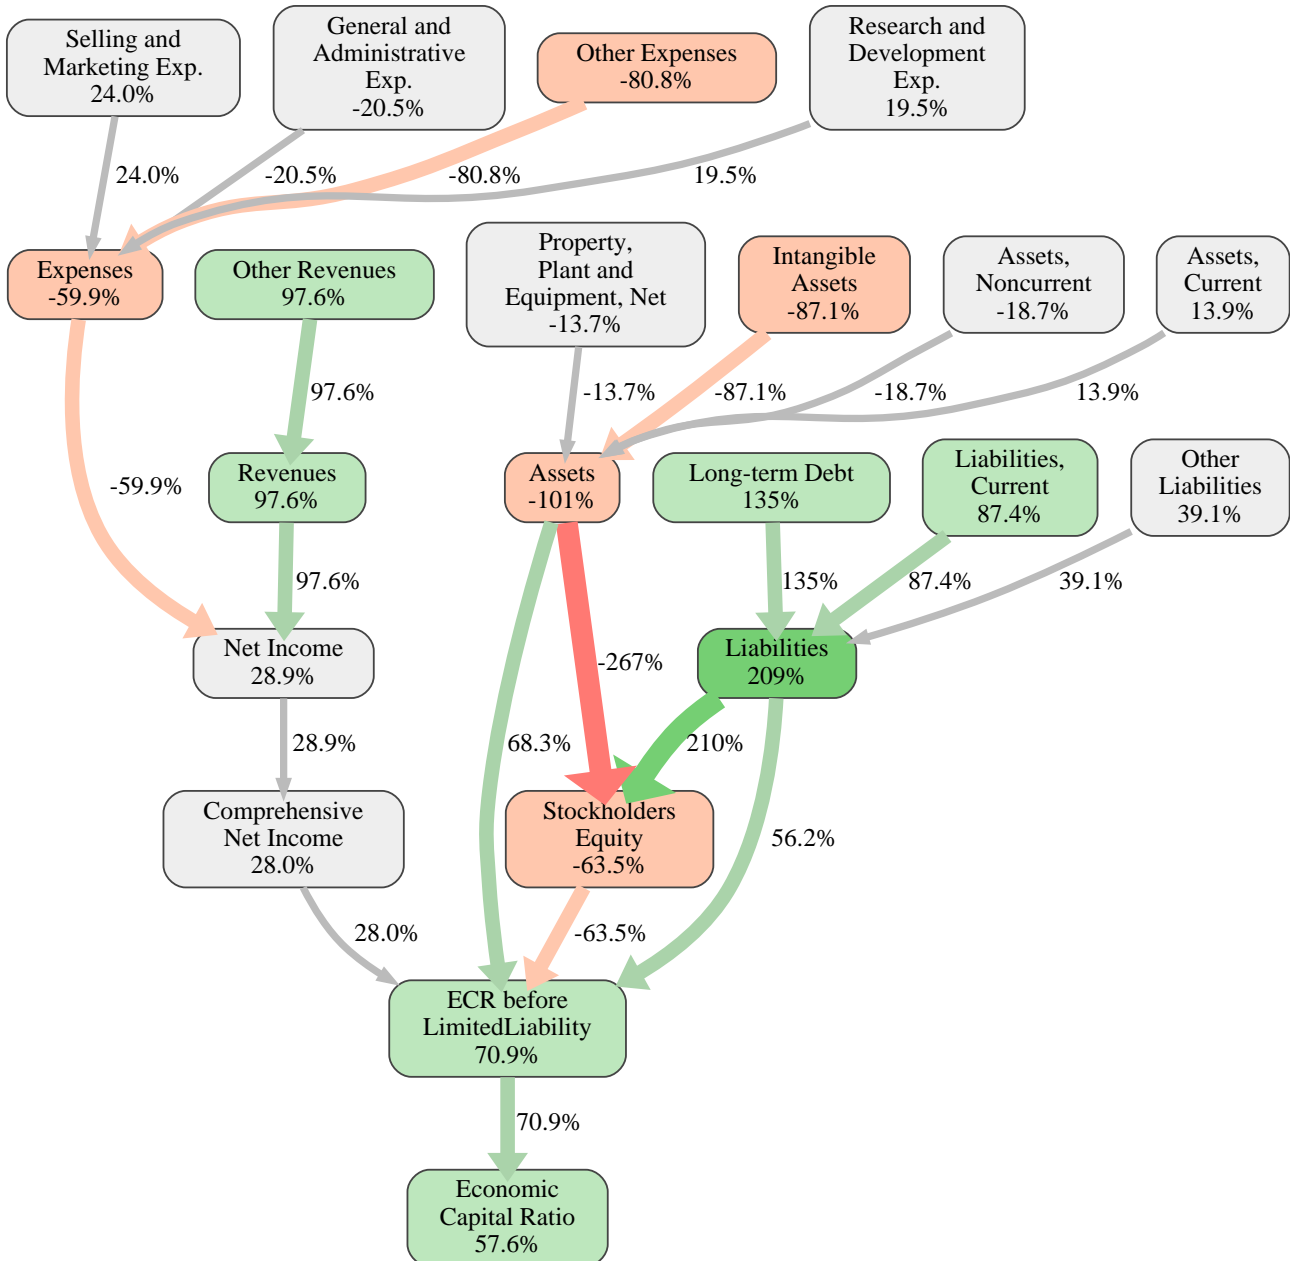 Selling and
Marketing Exp.
24.0%
General and
Administrative
Exp.
-20.5%
Other Expenses
-80.8%
Research and
Development
Exp.
19.5%
24.0%
-20.5%
-80.8%
19.5%
Expenses
-59.9%
Other Revenues
97.6%
Property,
Plant and
Equipment, Net
-13.7%
Intangible
Assets
-87.1%
Assets,
Noncurrent
-18.7%
Assets,
Current
13.9%
97.6%
-13.7%
-87.1%
-18.7%
13.9%
-59.9%
Revenues
97.6%
Assets
-101%
Long-term Debt
135%
Liabilities,
Current
87.4%
Other
Liabilities
39.1%
97.6%
135%
87.4%
39.1%
Net Income
28.9%
-267%
Liabilities
209%
28.9%
68.3%
210%
Comprehensive
Net Income
28.0%
Stockholders
Equity
-63.5%
56.2%
28.0%
-63.5%
ECR before
LimitedLiability
70.9%
70.9%
Economic
Capital Ratio
57.6%